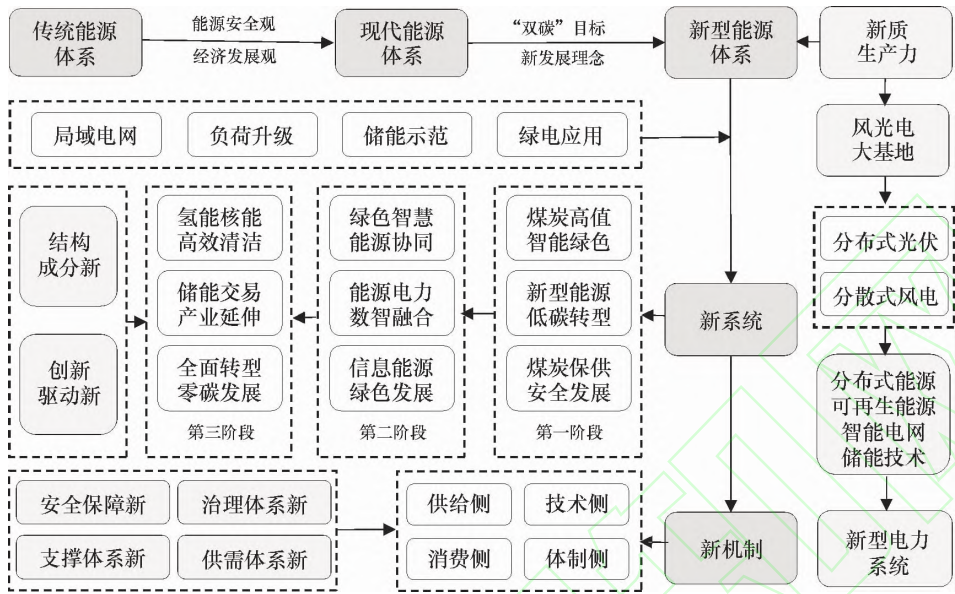 传统能源
体系
能源安全观
经济发展观
现代能源
体系
“双碳”目标
新发展理念
新型能源
体系
新质
生产力
局域电网
负荷升级
储能示范
绿电应用
风光电
大基地
结构
成分新
创新
驱动新
氢能核能
高效清洁
储能交易
产业延伸
全面转型
零碳发展
第三阶段
绿色智慧
能源协同
能源电力
数智融合
信息能源
绿色发展
第二阶段
煤炭高值
智能绿色
新型能源
低碳转型
煤炭保供
安全发展
第一阶段
新系统
分布式光伏
分散式风电
分布式能源
可再生能源
智能电网
储能技术
安全保障新
治理体系新
支撑体系新
供需体系新
供给侧
技术侧
消费侧
体制侧
新机制
新型电力
系统